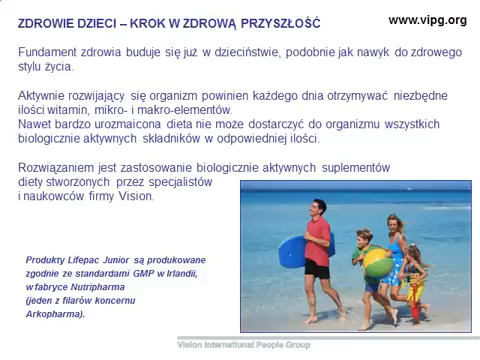 ZDROWIE DZIECI – KROK W ZDROWĄ PRZYSZŁOŚĆ
www.vipg.org
Fundament zdrowia buduje się już w dzieciństwie, podobnie jak nawyk do zdrowego
stylu życia.
Aktywnie rozwijający się organizm powinien każdego dnia otrzymywać niezbędne
ilości witamin, mikro- i makro-elementów.
Nawet bardzo urozmaicona dieta nie może dostarczyć do organizmu wszystkich
biologicznie aktywnych składników w odpowiedniej ilości.
Rozwiązaniem jest zastosowanie biologicznie aktywnych suplementów
diety stworzonych przez specjalistów
i naukowców firmy Vision.
Produkty Lifepac Junior są produkowane
zgodnie ze standardami GMP w Irlandii,
w fabryce Nutripharma
(jeden z filarów koncernu
Arkopharma).
Vision International People Group